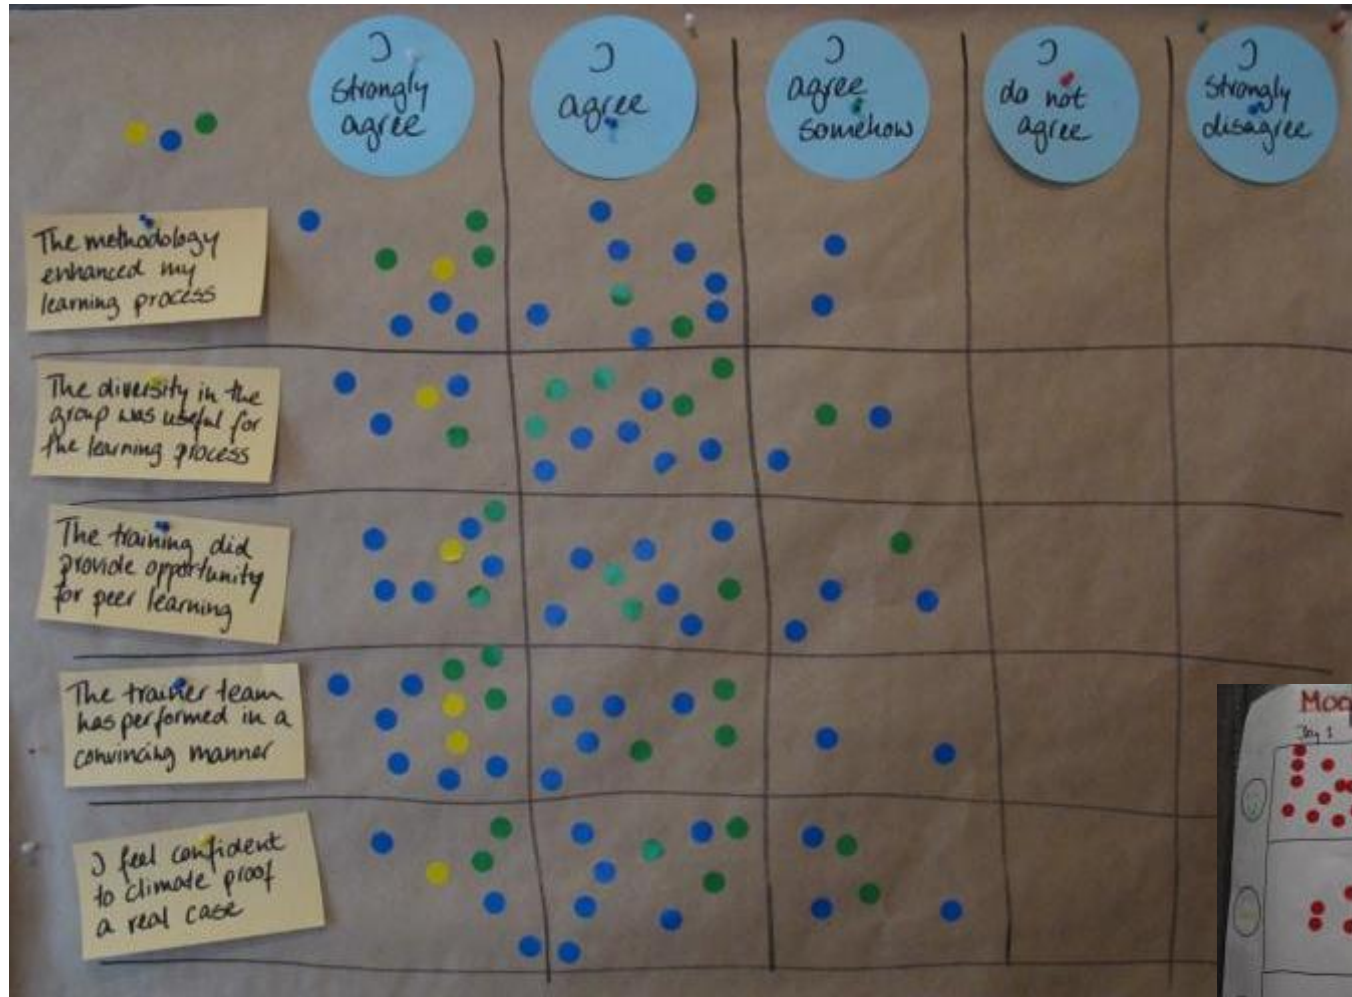 I
strongly
agree
I
agree
I
agree
somehow
I
do not
agree
I
strongly
disagree
The methodology
enhanced my
learning process
The diversity in the
group was useful for
the learning process
The training did
provide opportunity
for peer learning
The trainer team
has performed in a
convincing manner
I feel confident
to climate proof
a real case